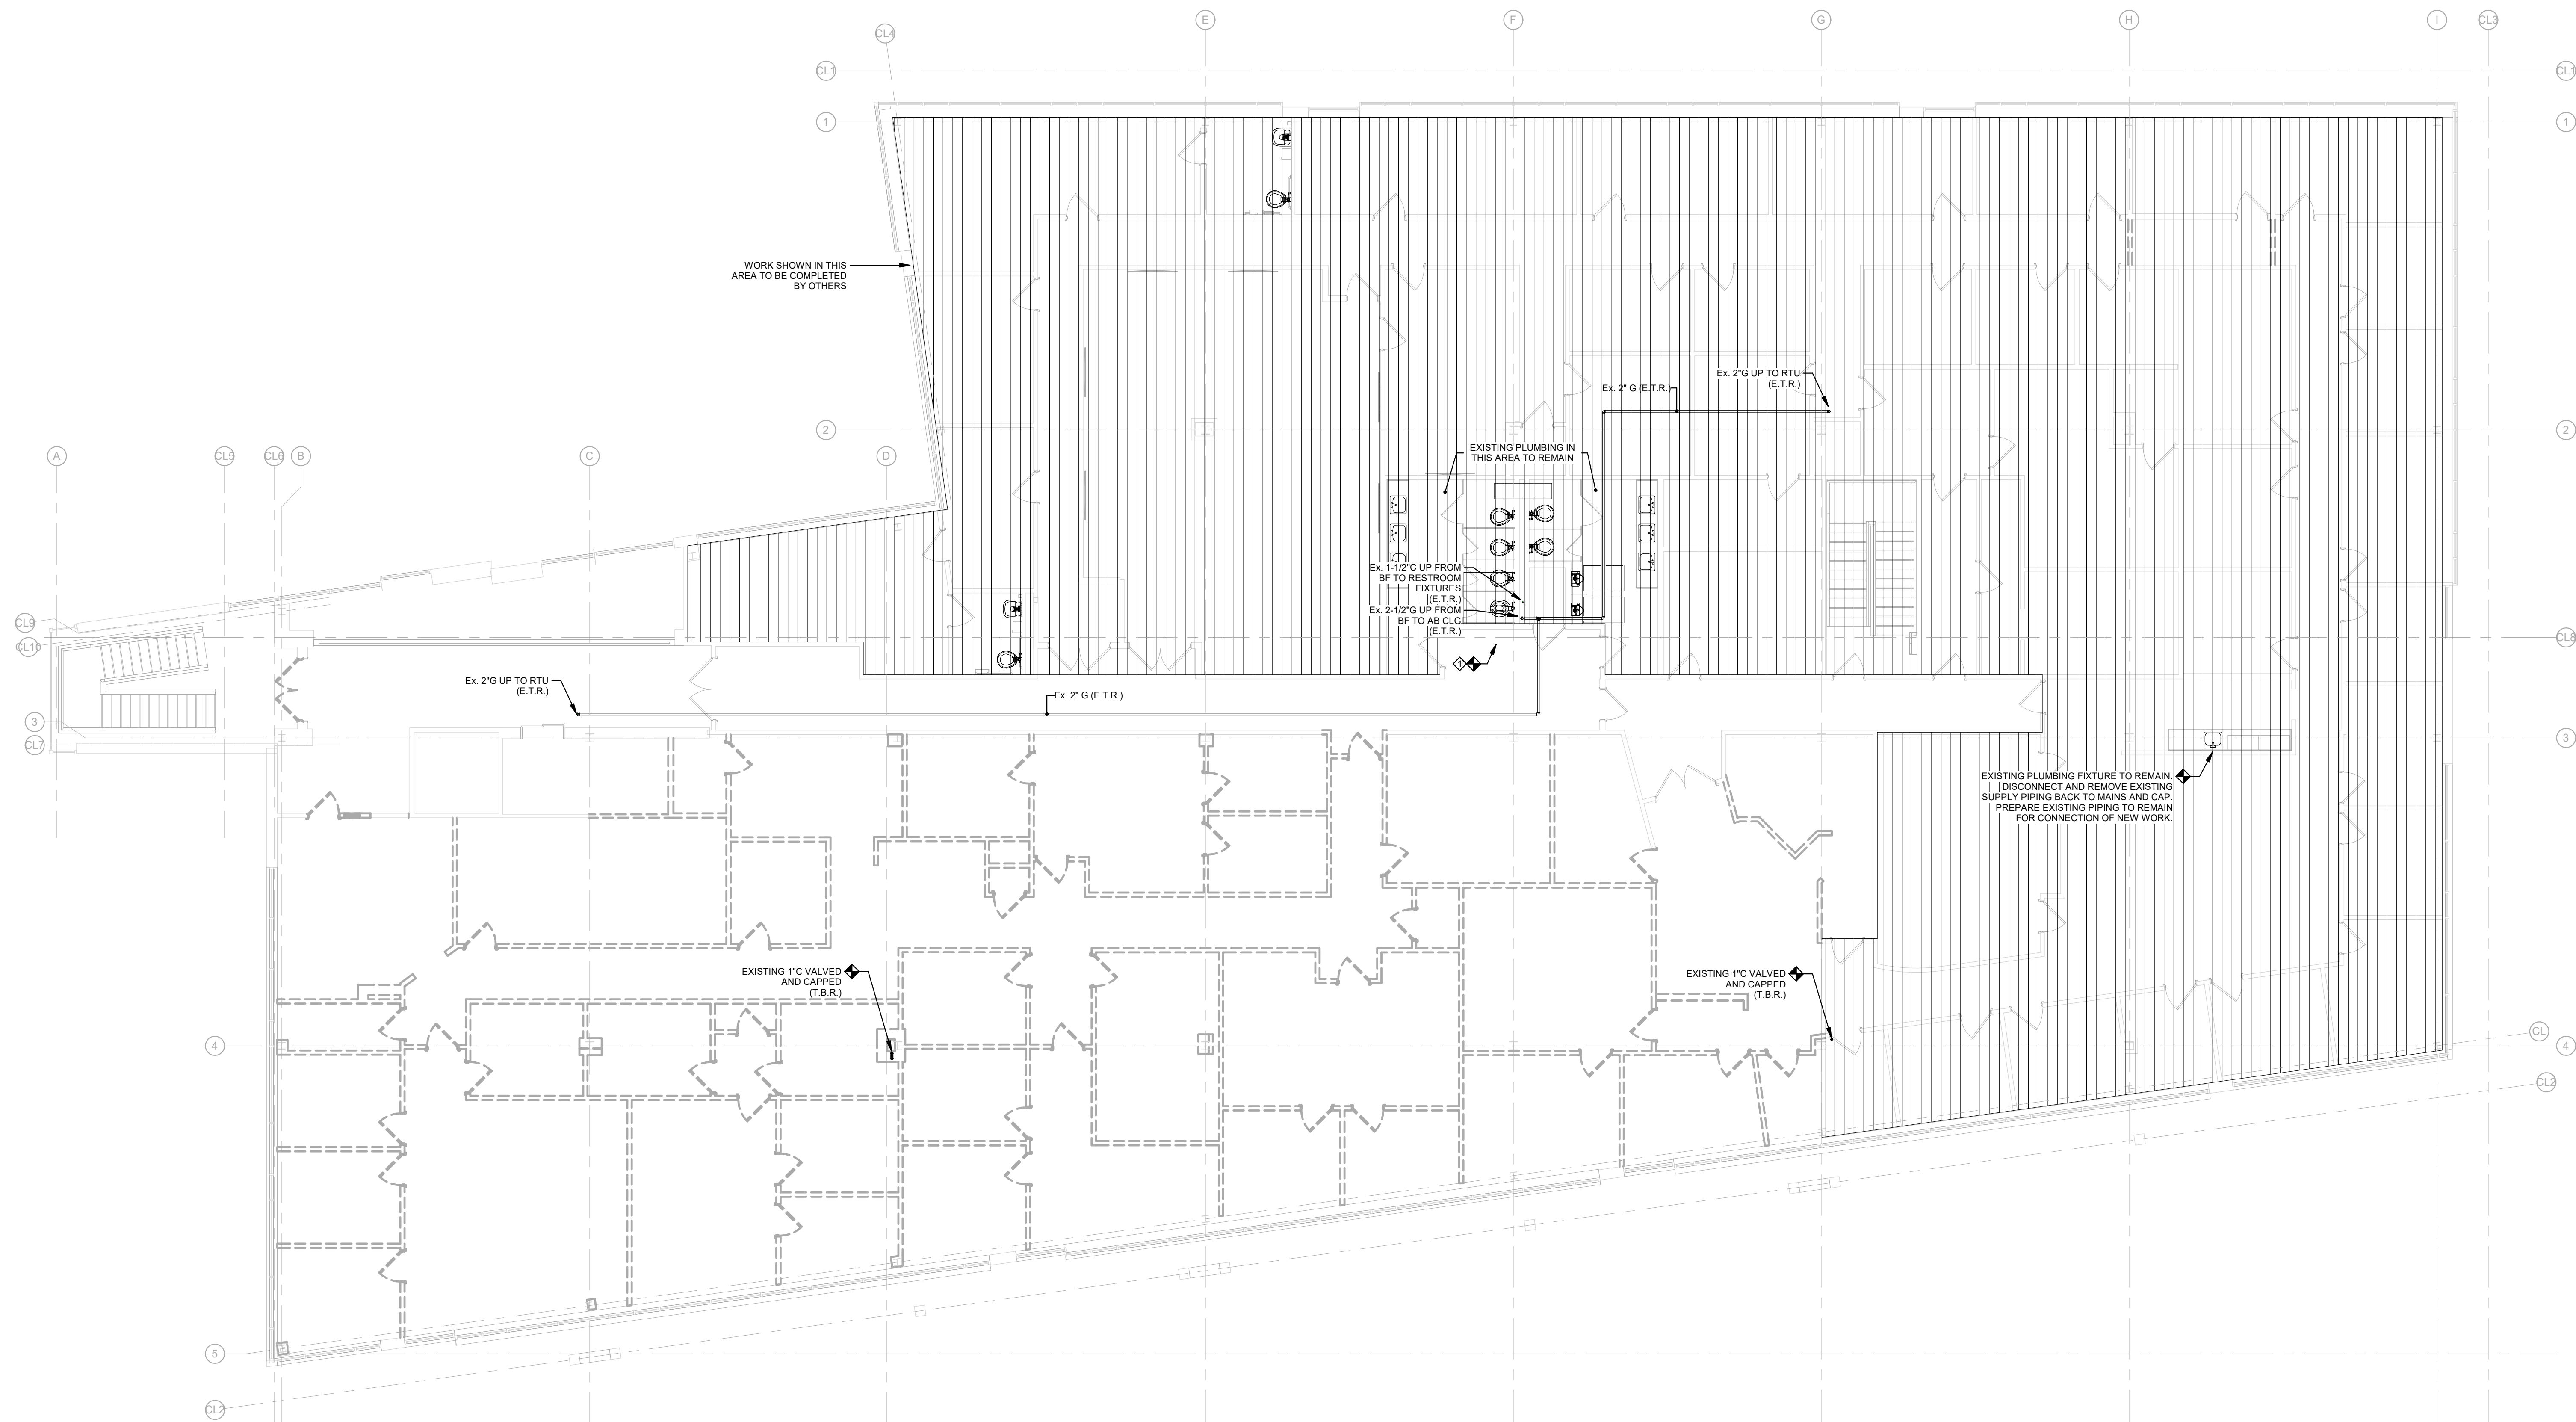 E
F
G
H
I
CL3
CL4
CL1
CL1
1
1
WORK SHOWN IN THIS
AREA TO BE COMPLETED
BY OTHERS
Ex. 2"G UP TO RTU
(E.T.R.)
Ex. 2" G (E.T.R.)
2
2
EXISTING PLUMBING IN
THIS AREA TO REMAIN
A
CL5
CL6
B
C
D
Ex. 1-1/2"C UP FROM
BF TO RESTROOM
FIXTURES
(E.T.R.)
Ex. 2-1/2"G UP FROM
BF TO AB CLG
(E.T.R.)
CL9
CL10
CL8
1
Ex. 2"G UP TO RTU
(E.T.R.)
Ex. 2" G (E.T.R.)
3
CL7
3
EXISTING PLUMBING FIXTURE TO REMAIN.
DISCONNECT AND REMOVE EXISTING
SUPPLY PIPING BACK TO MAINS AND CAP.
PREPARE EXISTING PIPING TO REMAIN
FOR CONNECTION OF NEW WORK.
EXISTING 1"C VALVED
AND CAPPED
(T.B.R.)
EXISTING 1"C VALVED
AND CAPPED
(T.B.R.)
CL
4
4
CL2
5
CL2